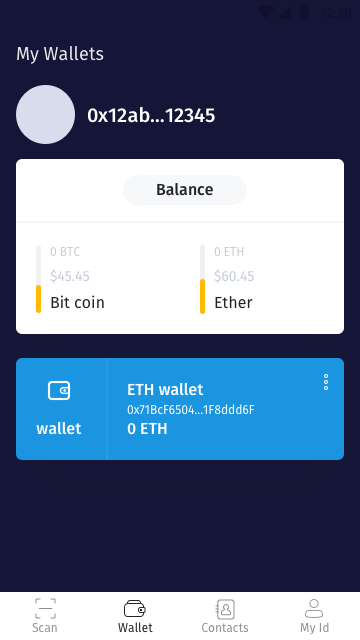 12:30
My Wallets
0x12ab...12345
Balance
0 BTC
0 ETH
$45.45
$60.45
Bit coin
Ether
ETH wallet
0x71BcF6504...1F8ddd6F
wallet
0 ETH
Scan
Wallet
Contacts
My Id